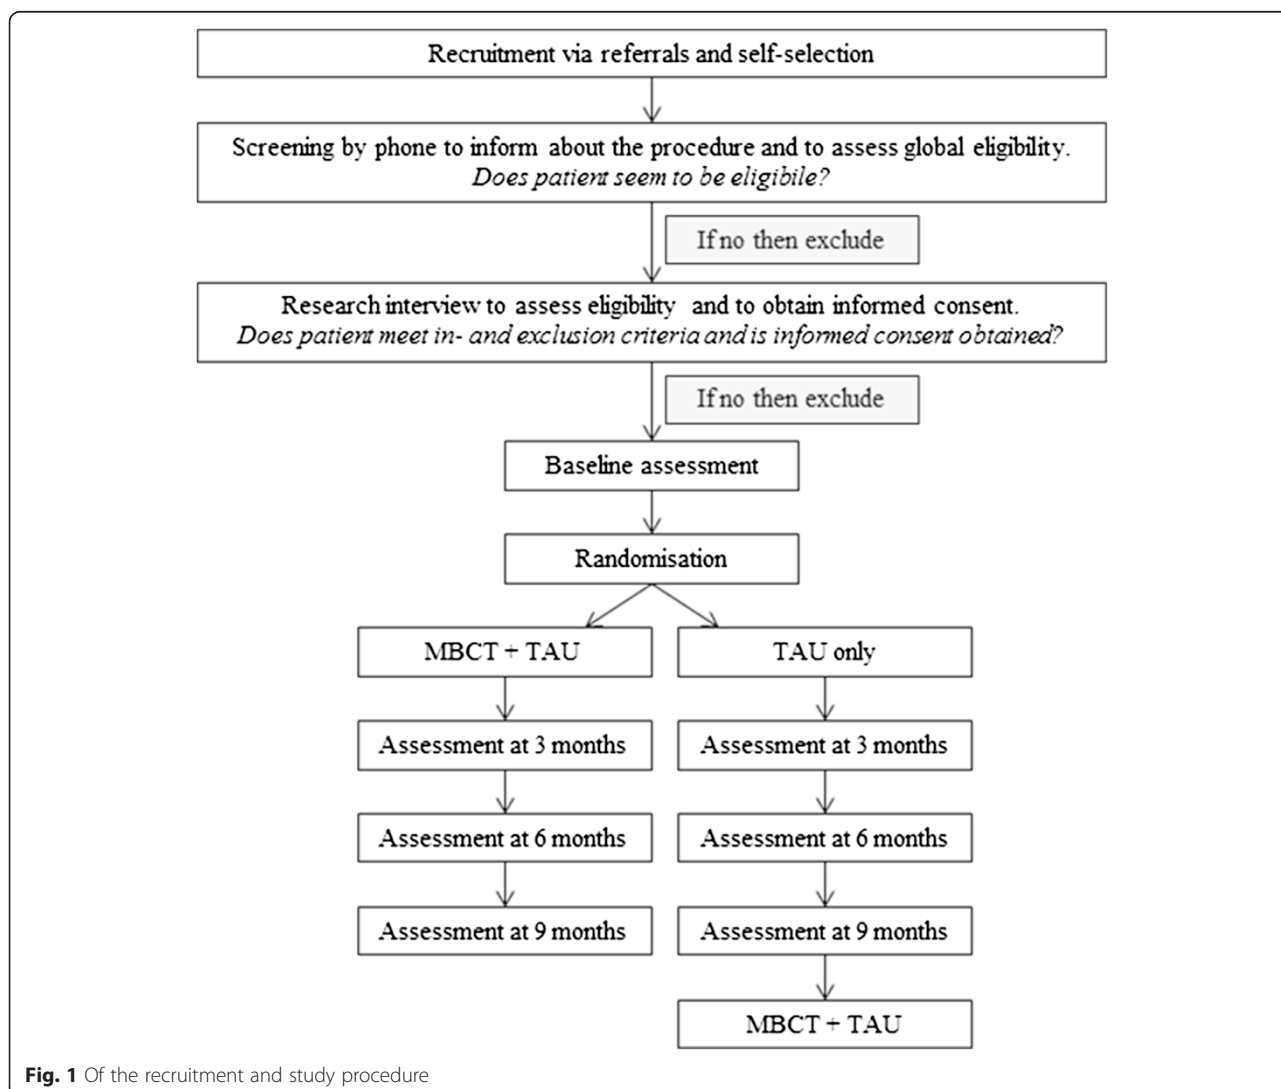 Recruitment via referrals and self-selection
Screening by phone to inform about the procedure and to assess global eligibility.
Does patient seem to be eligibile?
If no then exclude
Research interview to assess eligibility and to obtain informed consent.
Does patient meet in- and exclusion criteria and is informed consent obtained?
If no then exclude
Baseline assessment
Randomisation
MBCT + TAU
TAU only
Assessment at 3 months
Assessment at 3 months
Assessment at 6 months
Assessment at 6 months
Assessment at 9 months
Assessment at 9 months
MBCT + TAU
Fig. 1 Of the recruitment and study procedure